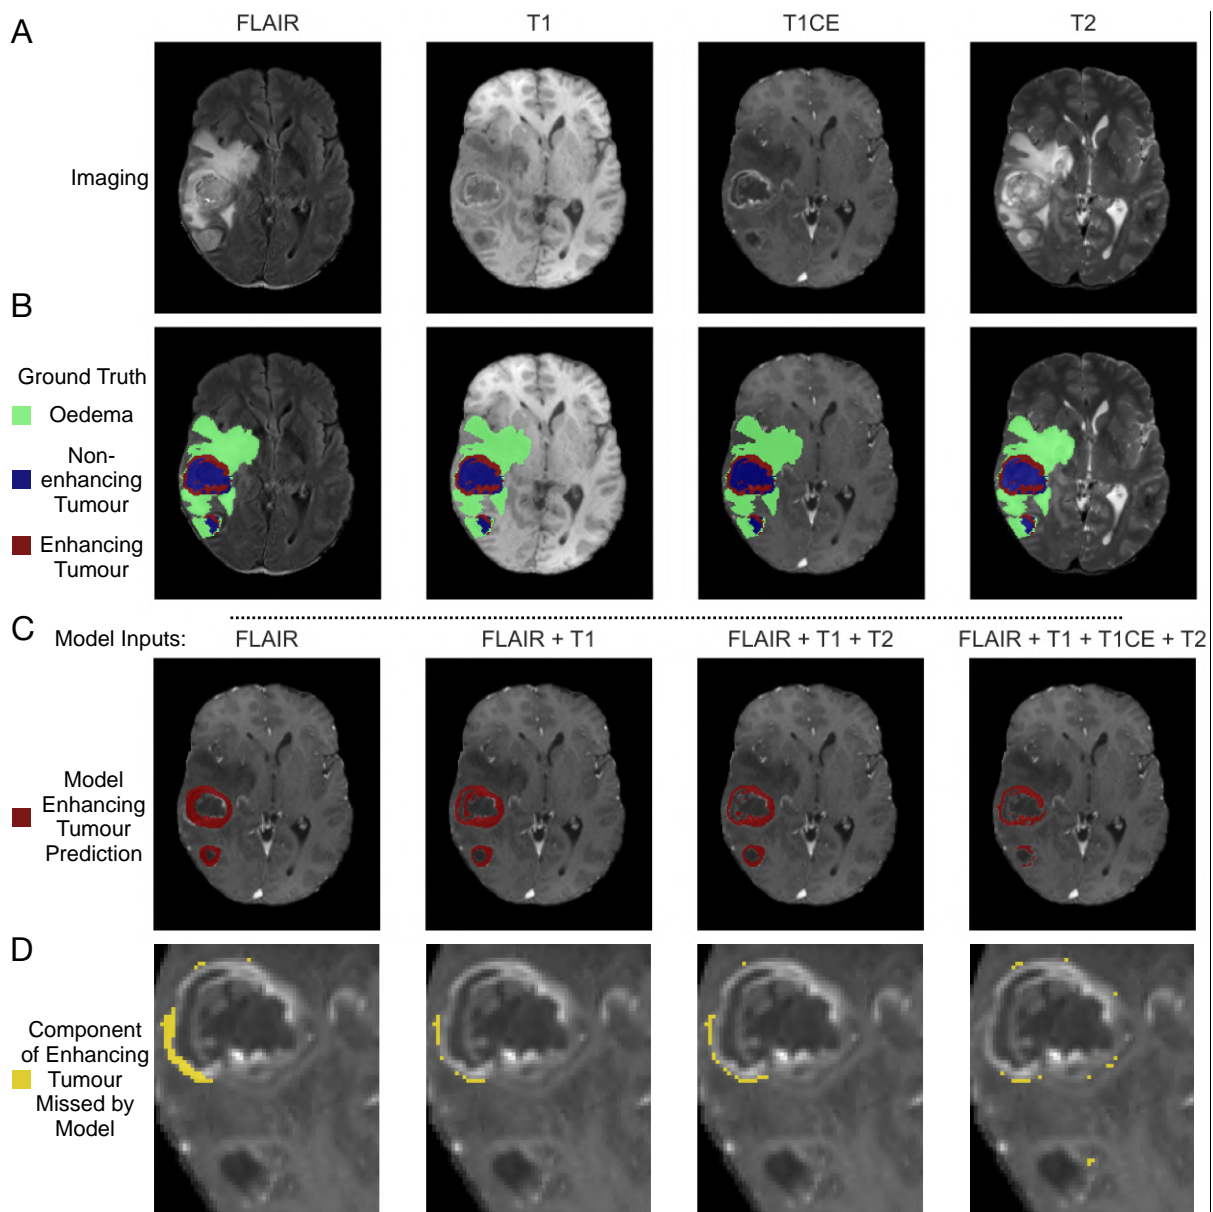 A
FLAIR
T1
T1CE
T2
Imaging
B
Ground Truth
Oedema
Non-
enhancing
Tumour
Enhancing
Tumour
C
Model Inputs:
FLAIR
FLAIR + T1
FLAIR + T1 + T2
FLAIR + T1 + T1CE + T2
Model
Enhancing
Tumour
Prediction
D
Component
of Enhancing
Tumour
Missed by
Model